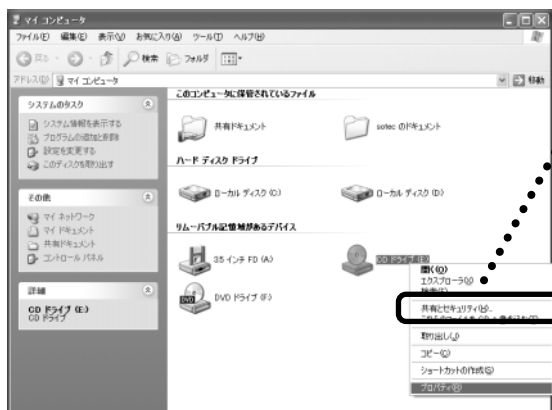 マイ コンピュータ
ファイル(F) 編集(E) 表示(V) お気に入り(A) ツール(T) ヘルプ(H)
戻る 検索 フォルダ
アドレス(D) マイ コンピュータ 移動
システムのタスク
システム情報を表示する
プログラムの追加と削除
設定を変更する
このディスクを取り出す
その他
マイ ネットワーク
マイ ドキュメント
共有ドキュメント
コントロール パネル
詳細
CD ドライブ (E:)
CD ドライブ
このコンピュータに保管されているファイル
共有ドキュメント
sotec のドキュメント
ハード ディスク ドライブ
ローカル ディスク (C:)
ローカル ディスク (D:)
リムーバブル記憶域があるデバイス
3.5 インチ FD (A:)
CD ドライブ (E:)
DVD ドライブ (F:)
開く(O)
エクスプローラ(X)
検索(E)...
共有とセキュリティ(H)...
取り出し(J)
コピー(C)
ショートカットの作成(S)
プロパティ(R)